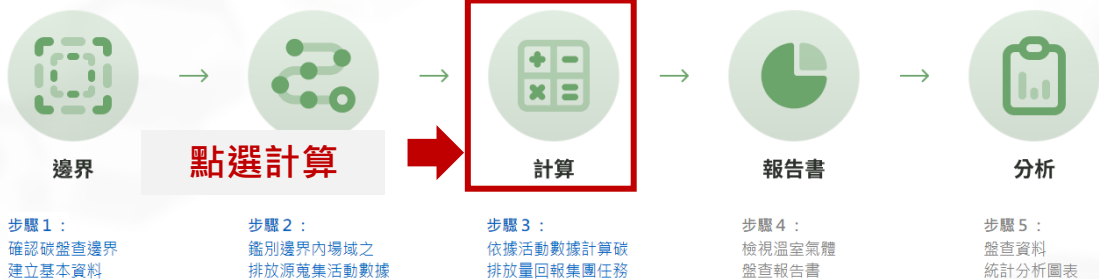 點選計算
邊界
計算
報告書
分析
步驟1：
確認碳盤查邊界
建立基本資料
步驟2：
鑑別邊界內場域之
排放源蒐集活動數據
步驟3：
依據活動數據計算碳
排放量回報集團任務
步驟4：
檢視溫室氣體
盤查報告書
步驟5：
盤查資料
統計分析圖表